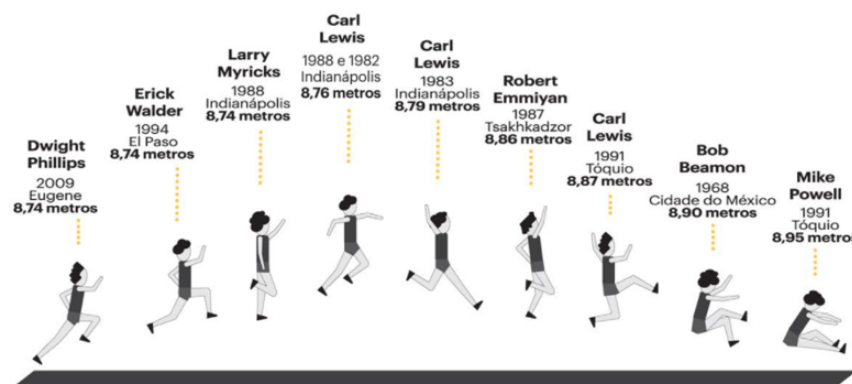 Dwight
Phillips
2009
Eugene
8,74 metros
Erick
Walder
1994
El Paso
8,74 metros
Larry
Myricks
1988
Indianápolis
8,74 metros
Carl
Lewis
1988 e 1982
Indianápolis
8,76 metros
Carl
Lewis
1983
Indianápolis
8,79 metros
Robert
Emmiyan
1987
Tsakhkadzor
8,86 metros
Carl
Lewis
1991
Tóquio
8,87 metros
Bob
Beamon
1968
Cidade do México
8,90 metros
Mike
Powell
1991
Tóquio
8,95 metros